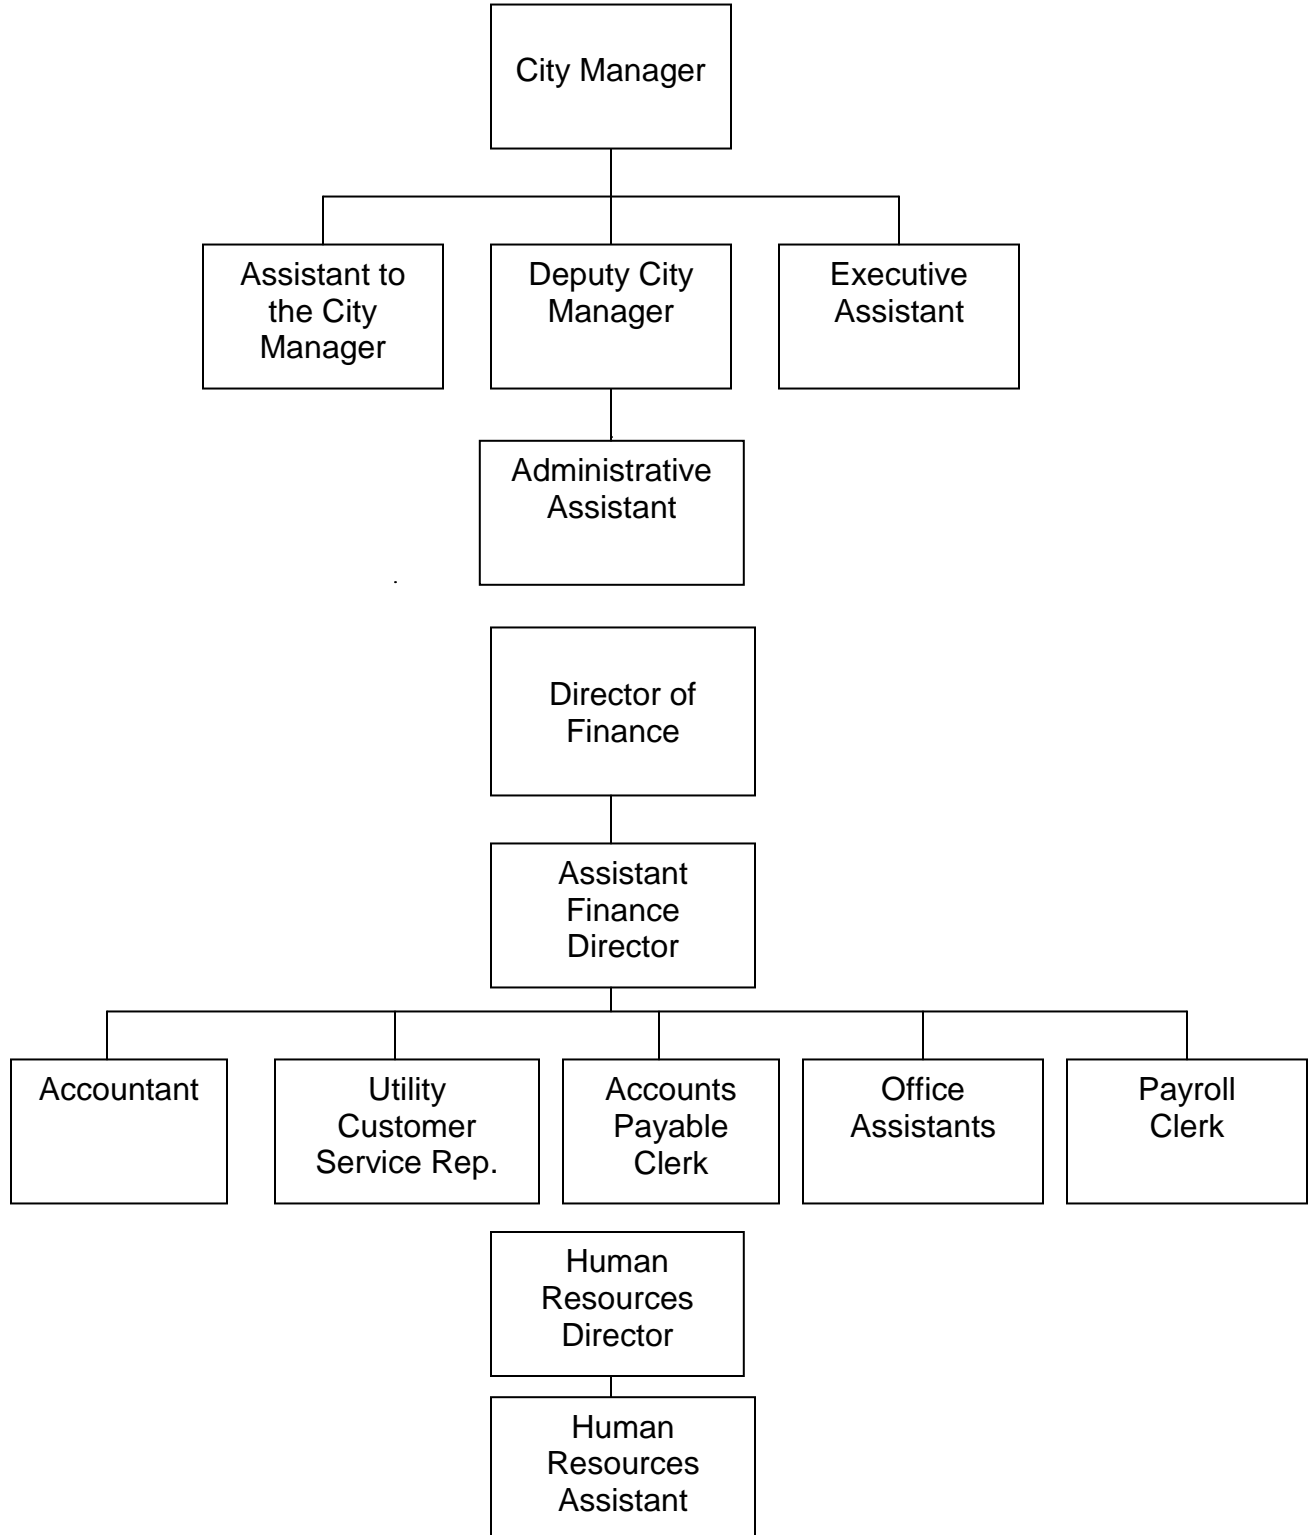 City Manager
Assistant to
the City
Manager
Deputy City
Manager
Executive
Assistant
Administrative
Assistant
Director of
Finance
Assistant
Finance
Director
Accountant
Utility
Customer
Service Rep.
Accounts
Payable
Clerk
Office
Assistants
Payroll
Clerk
Human
Resources
Director
Human
Resources
Assistant